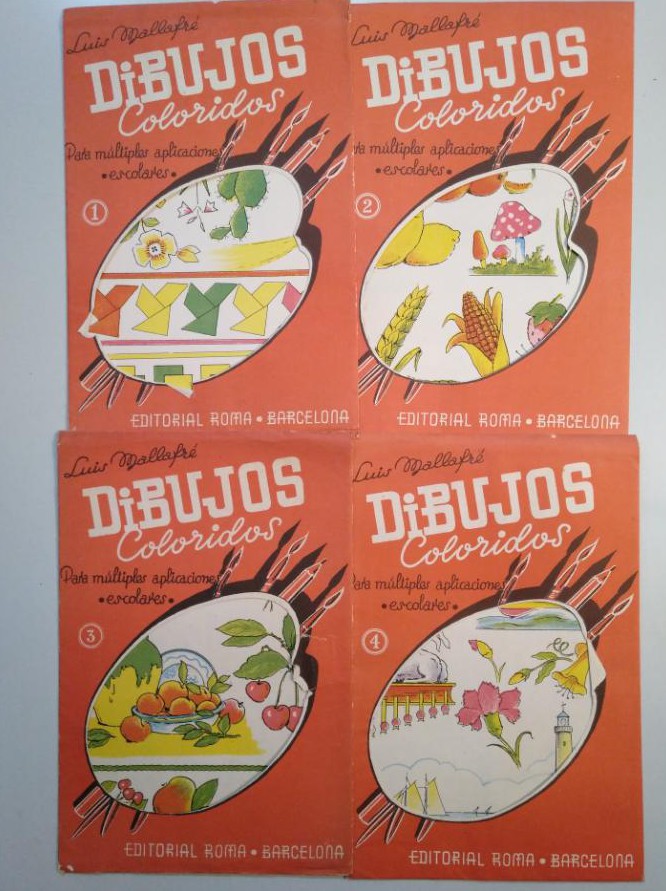 Luis Mallafré
DiBUJOS
Coloridos
Para múltiples aplicaciones
•escolares•
1
EDITORIAL ROMA • BARCELONA
Luis Mallafré
DiBUJOS
Coloridos
Para múltiples aplicaciones
•escolares•
2
EDITORIAL ROMA • BARCELONA
Luis Mallafré
DiBUJOS
Coloridos
Para múltiples aplicaciones
•escolares•
3
EDITORIAL ROMA • BARCELONA
Luis Mallafré
DiBUJOS
Coloridos
Para múltiples aplicaciones
•escolares•
4
EDITORIAL ROMA • BARCELONA